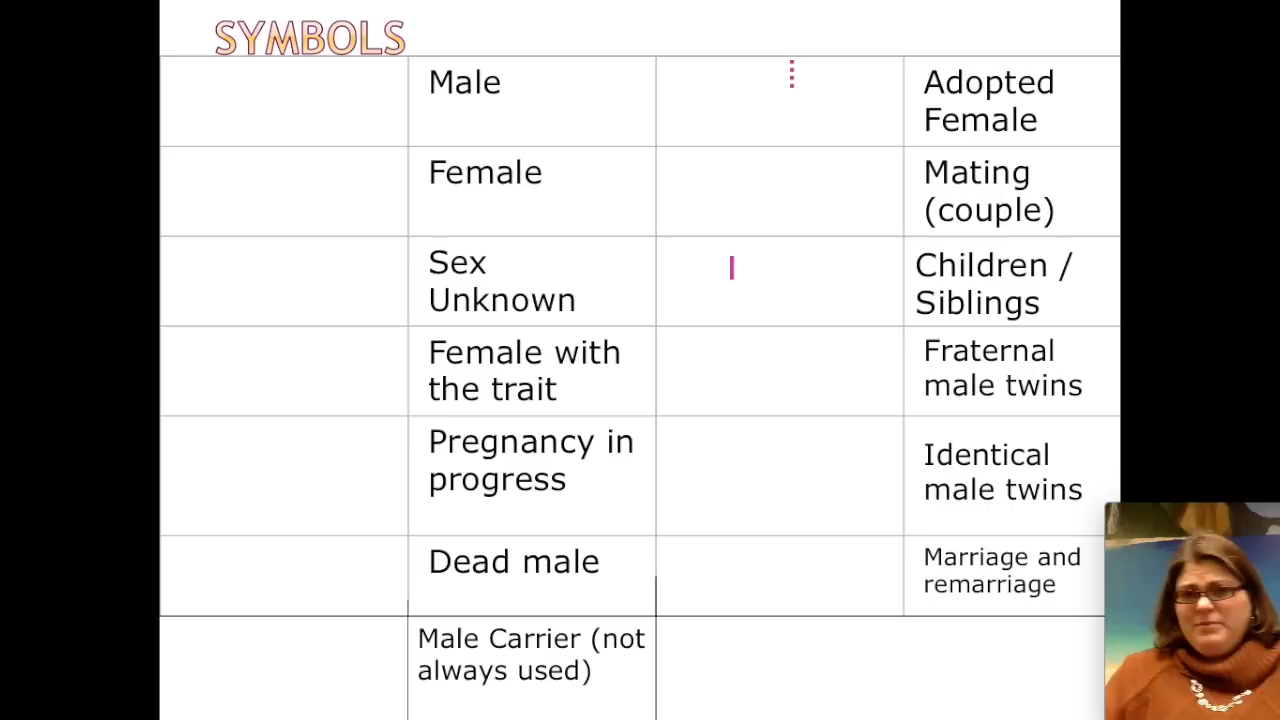 SYMBOLS
Male
Adopted
Female
Female
Mating
(couple)
Sex
Unknown
Children /
Siblings
Female with
the trait
Fraternal
male twins
Pregnancy in
progress
Identical
male twins
Dead male
Marriage and
remarriage
Male Carrier (not
always used)